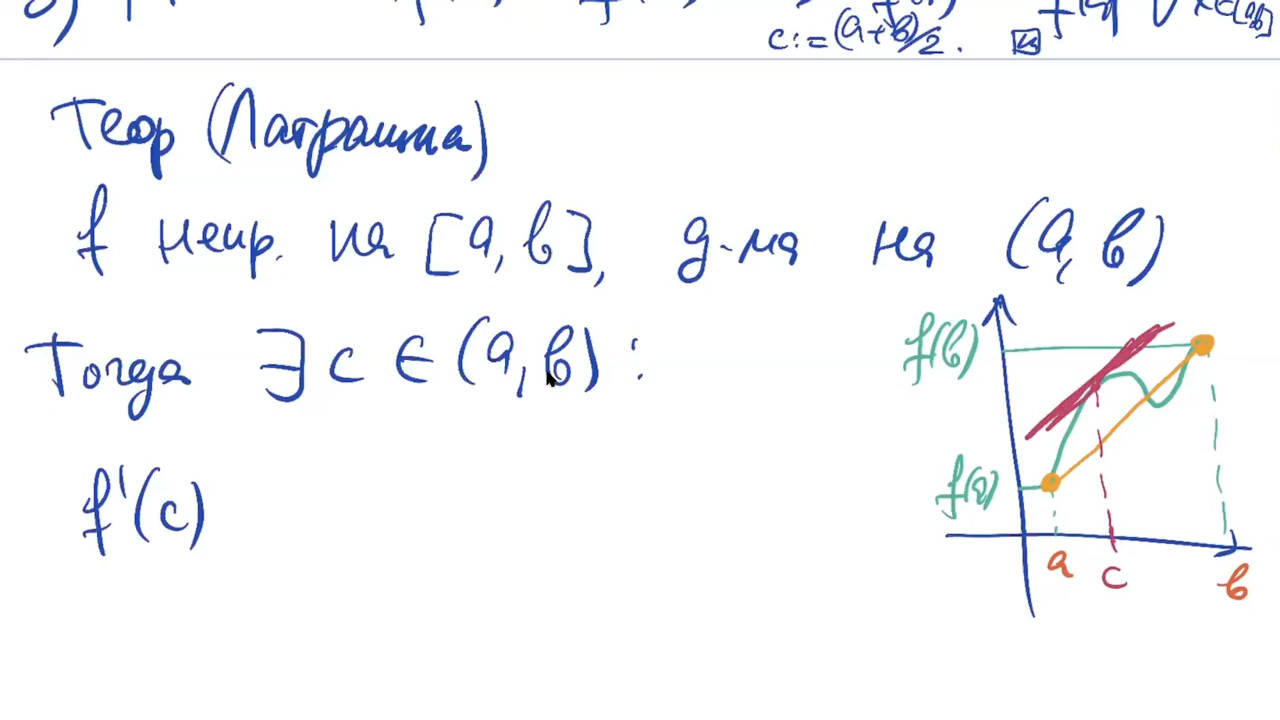 c:=(a+b)/2.
Теор (Лагранжа)
f непр. на [a, b], д-ма на (a, b)
Тогда ∃ c ∈ (a, b) :
f'(c)
f(b)
f(a)
a c b